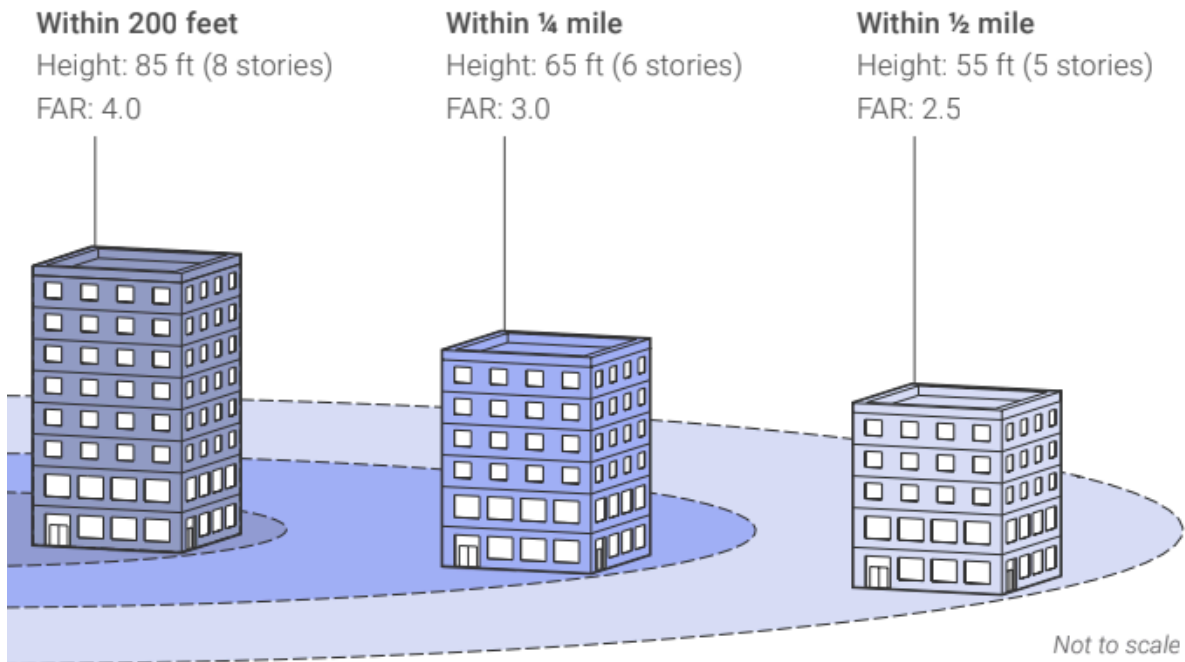 Within 200 feet
Height: 85 ft (8 stories)
FAR: 4.0
Within ¼ mile
Height: 65 ft (6 stories)
FAR: 3.0
Within ½ mile
Height: 55 ft (5 stories)
FAR: 2.5
Not to scale